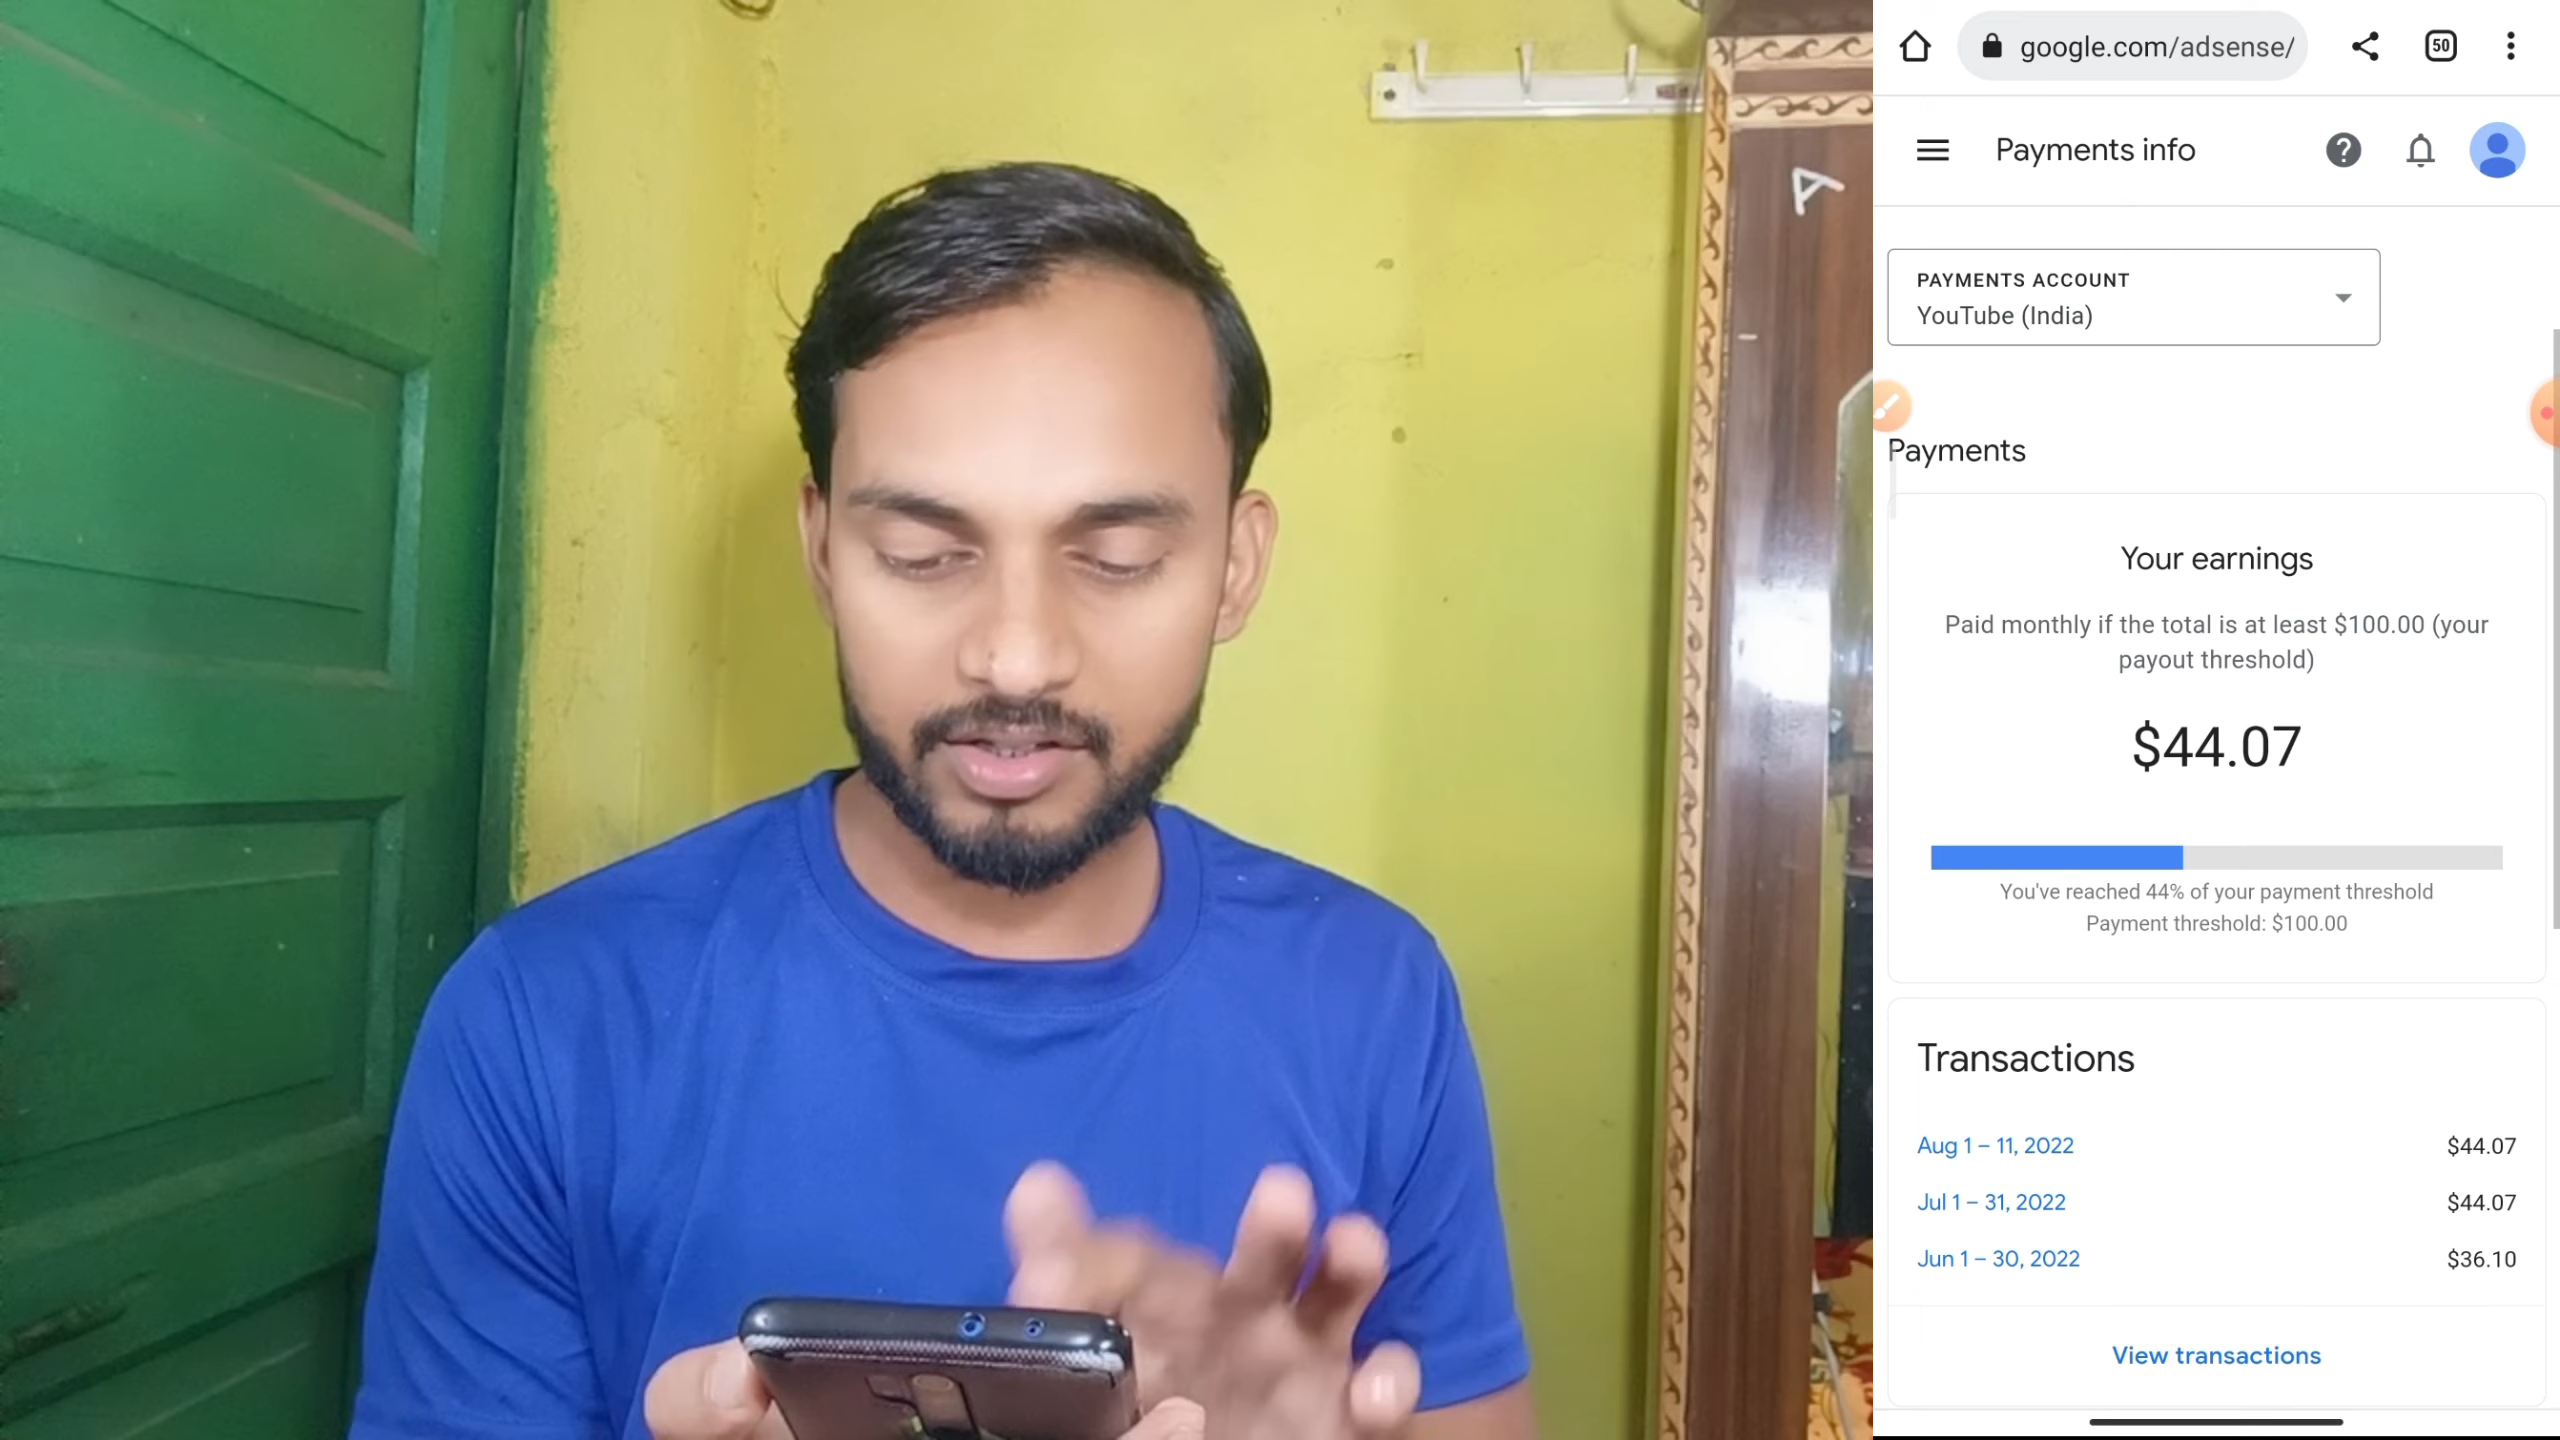 A
google.com/adsense/
50
Payments info
PAYMENTS ACCOUNT
YouTube (India)
Payments
Your earnings
Paid monthly if the total is at least $100.00 (your
payout threshold)
$44.07
You've reached 44% of your payment threshold
Payment threshold: $100.00
Transactions
Aug 1 – 11, 2022 $44.07
Jul 1 – 31, 2022 $44.07
Jun 1 – 30, 2022 $36.10
View transactions